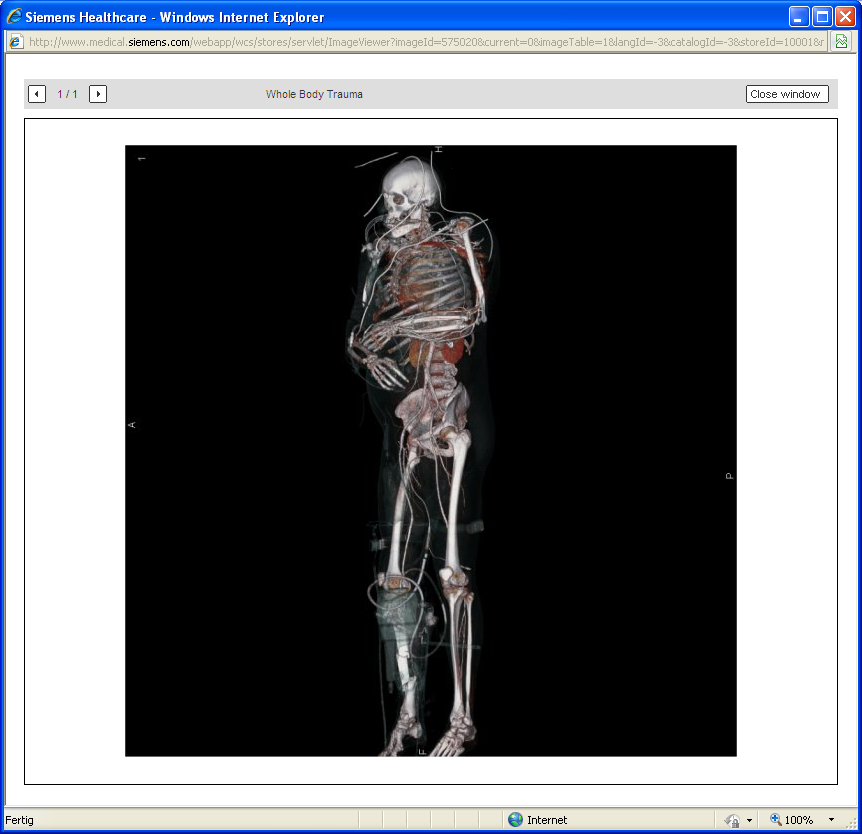 Siemens Healthcare - Windows Internet Explorer
http://www.medical.siemens.com/webapp/wcs/stores/servlet/ImageViewer?imageId=575020&current=0&imageTable=1&langId=-3&catalogId=-3&storeId=10001&r
1 / 1
Whole Body Trauma
Close window
1
H
A
P
F
Fertig
Internet
100%